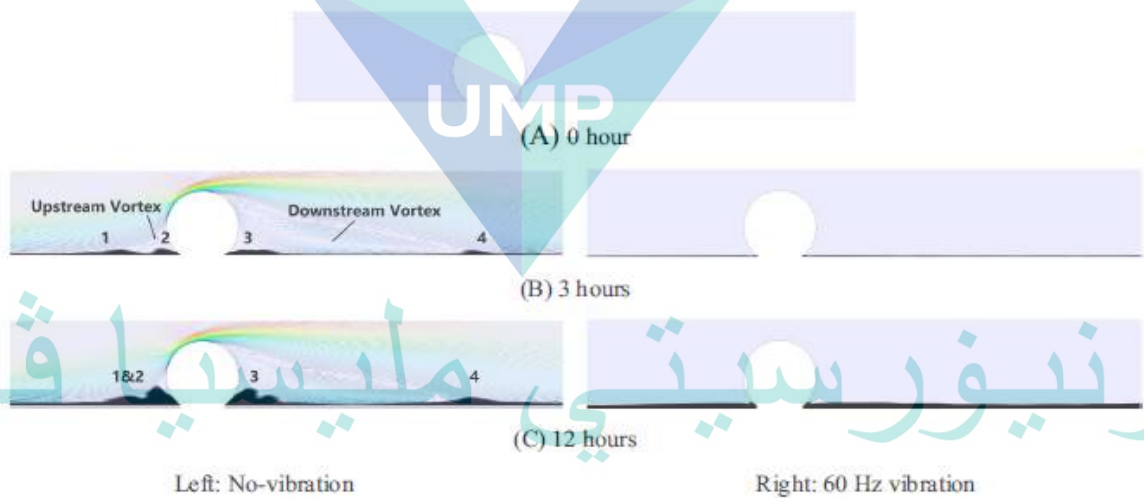 UMP
(A) 0 hour
Upstream Vortex
Downstream Vortex
1 2 3 4
(B) 3 hours
1&2 3 4
(C) 12 hours
Left: No-vibration Right: 60 Hz vibration